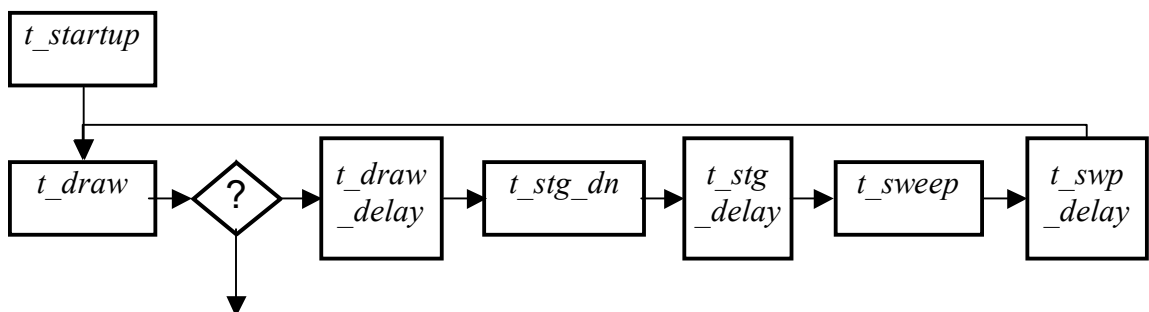 t_startup
t_draw
?
t_draw
_delay
t_stg_dn
t_stg
_delay
t_sweep
t_swp
_delay